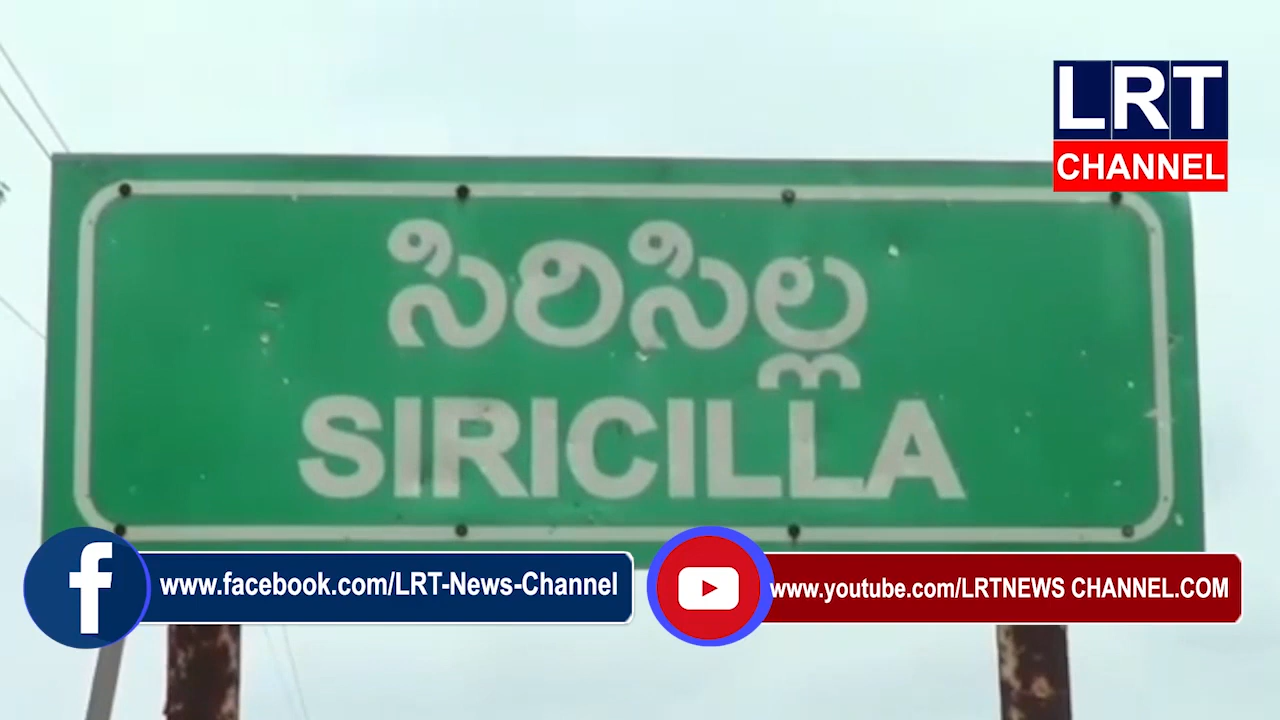 LRT
CHANNEL
సిరిసిల్ల
SIRICILLA
www.facebook.com/LRT-News-Channel
www.youtube.com/LRTNEWS CHANNEL.COM